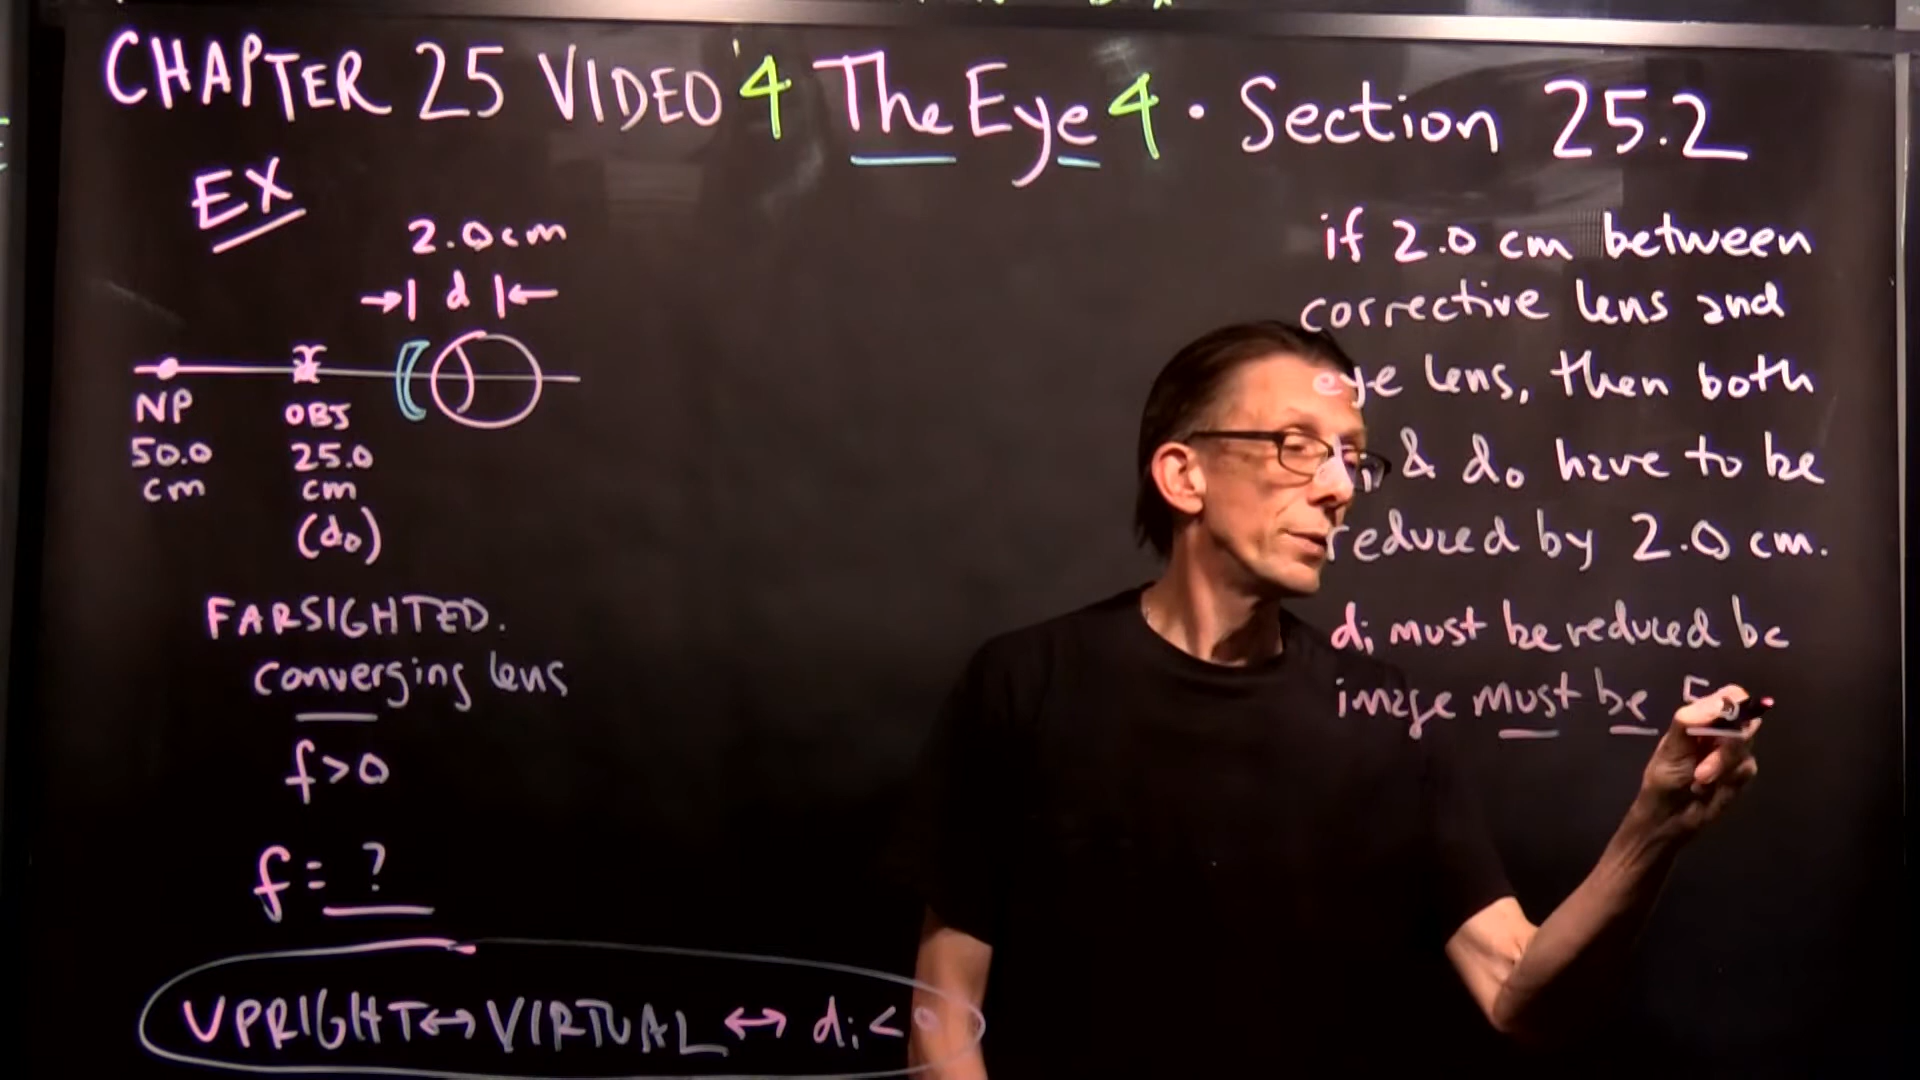 CHAPTER 25 VIDEO 4 The Eye 4 · Section 25.2
EX
2.0 cm
d
NP
50.0
cm
OBJ
25.0
cm
(do)
FARSIGHTED.
converging lens
f>0
f = ?
UPRIGHT ↔ VIRTUAL ↔ di < 0
if 2.0 cm between
corrective lens and
eye lens, then both
di & do have to be
reduced by 2.0 cm.
di must be reduced bc
image must be